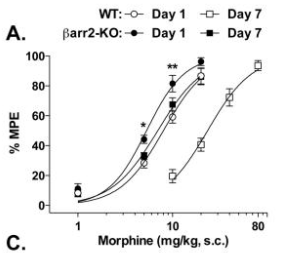 WT: Day 1 Day 7
A. βarr2-KO: Day 1 Day 7
100
80
60
40
20
0
% MPE
**
*
1 10 80
C. Morphine (mg/kg, s.c.)